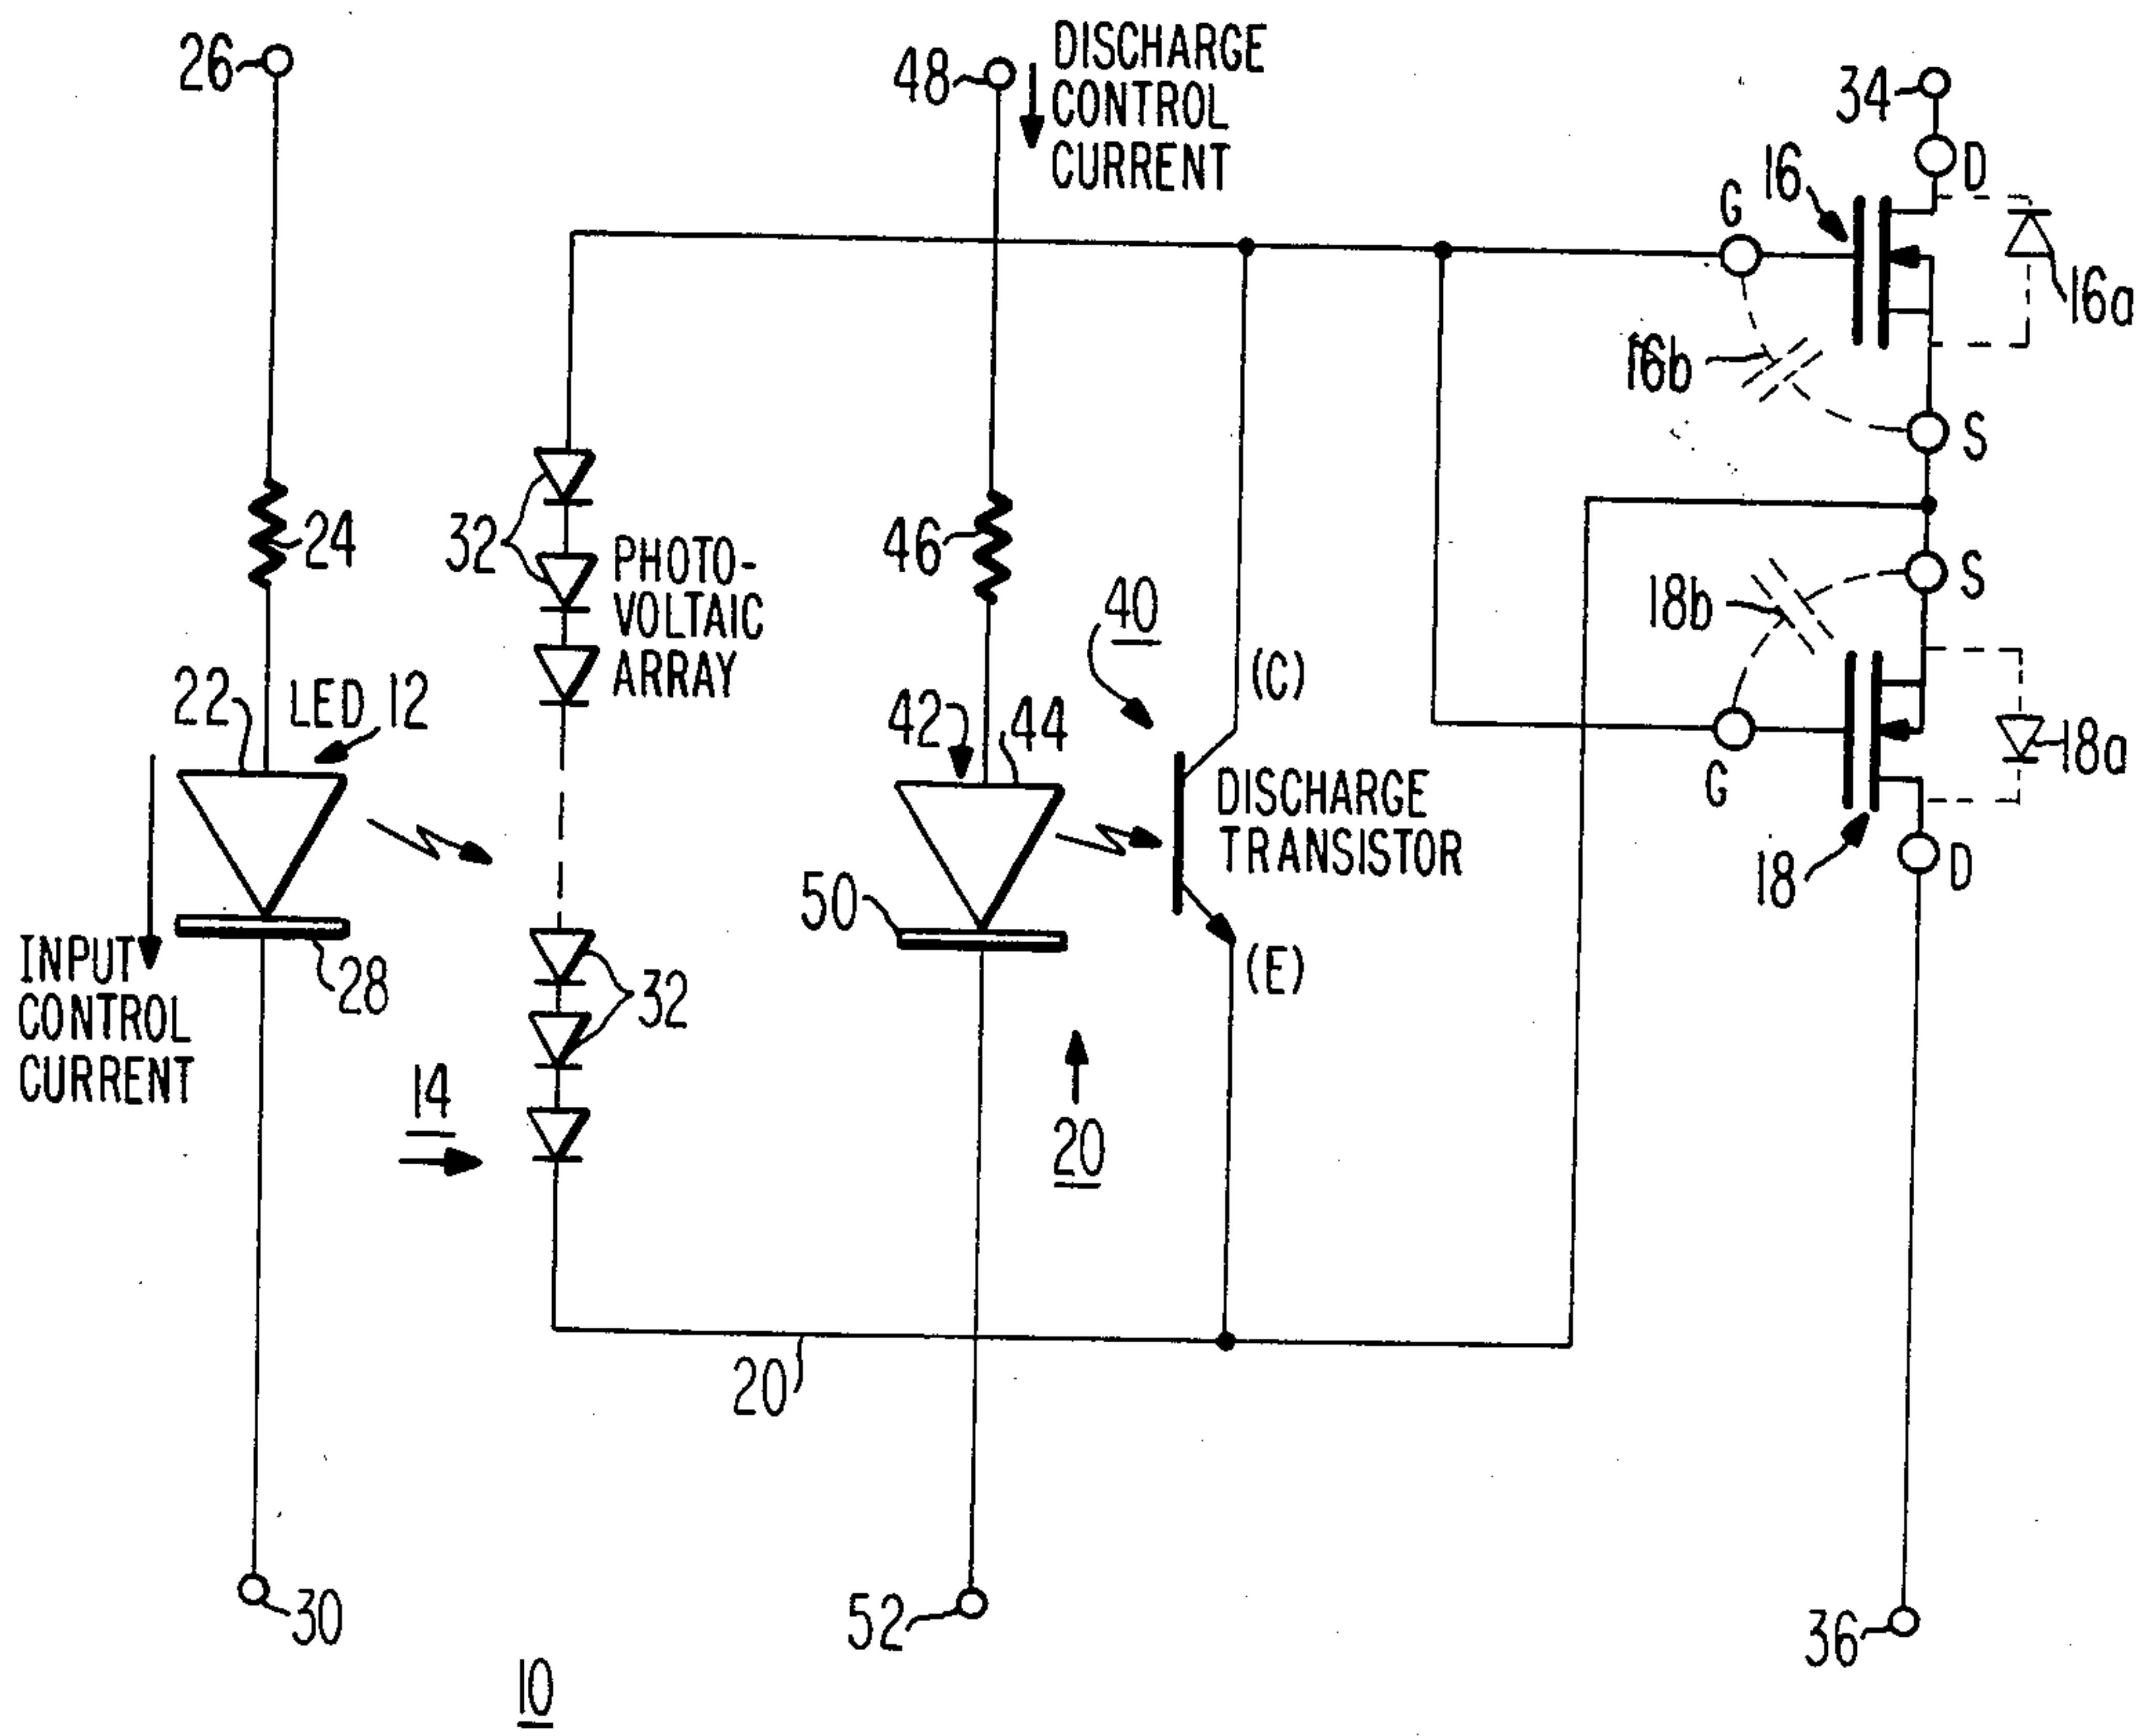 26
48
DISCHARGE
CONTROL
CURRENT
34
D
16
G
16a
16b
S
24
32
PHOTO-
VOLTAIC
ARRAY
46
40
S
18b
(C)
22
LED 12
42
44
18a
G
DISCHARGE
TRANSISTOR
18
D
50
(E)
INPUT
CONTROL
CURRENT
28
32
14
20
20
30
52
36
10